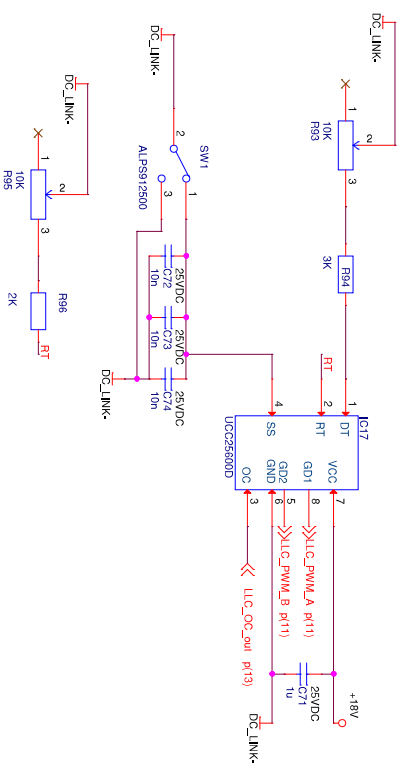 DC_LINK-
R93
10K
1
2
3
R94
3K
DC_LINK-
SW1
ALPS912500
2
1
3
25VDC
C72
10n
25VDC
C73
10n
25VDC
C74
10n
DC_LINK-
DC_LINK-
R95
10K
1
2
3
R96
2K
RT
RT
IC17
UCC25600D
1
DT
2
RT
4
SS
VCC
7
GD1
8
GD2
5
GND
6
OC
3
LLC_PWM_A p(11)
LLC_PWM_B p(11)
LLC_OC_out p(13)
25VDC
C71
1u
+18V
DC_LINK-